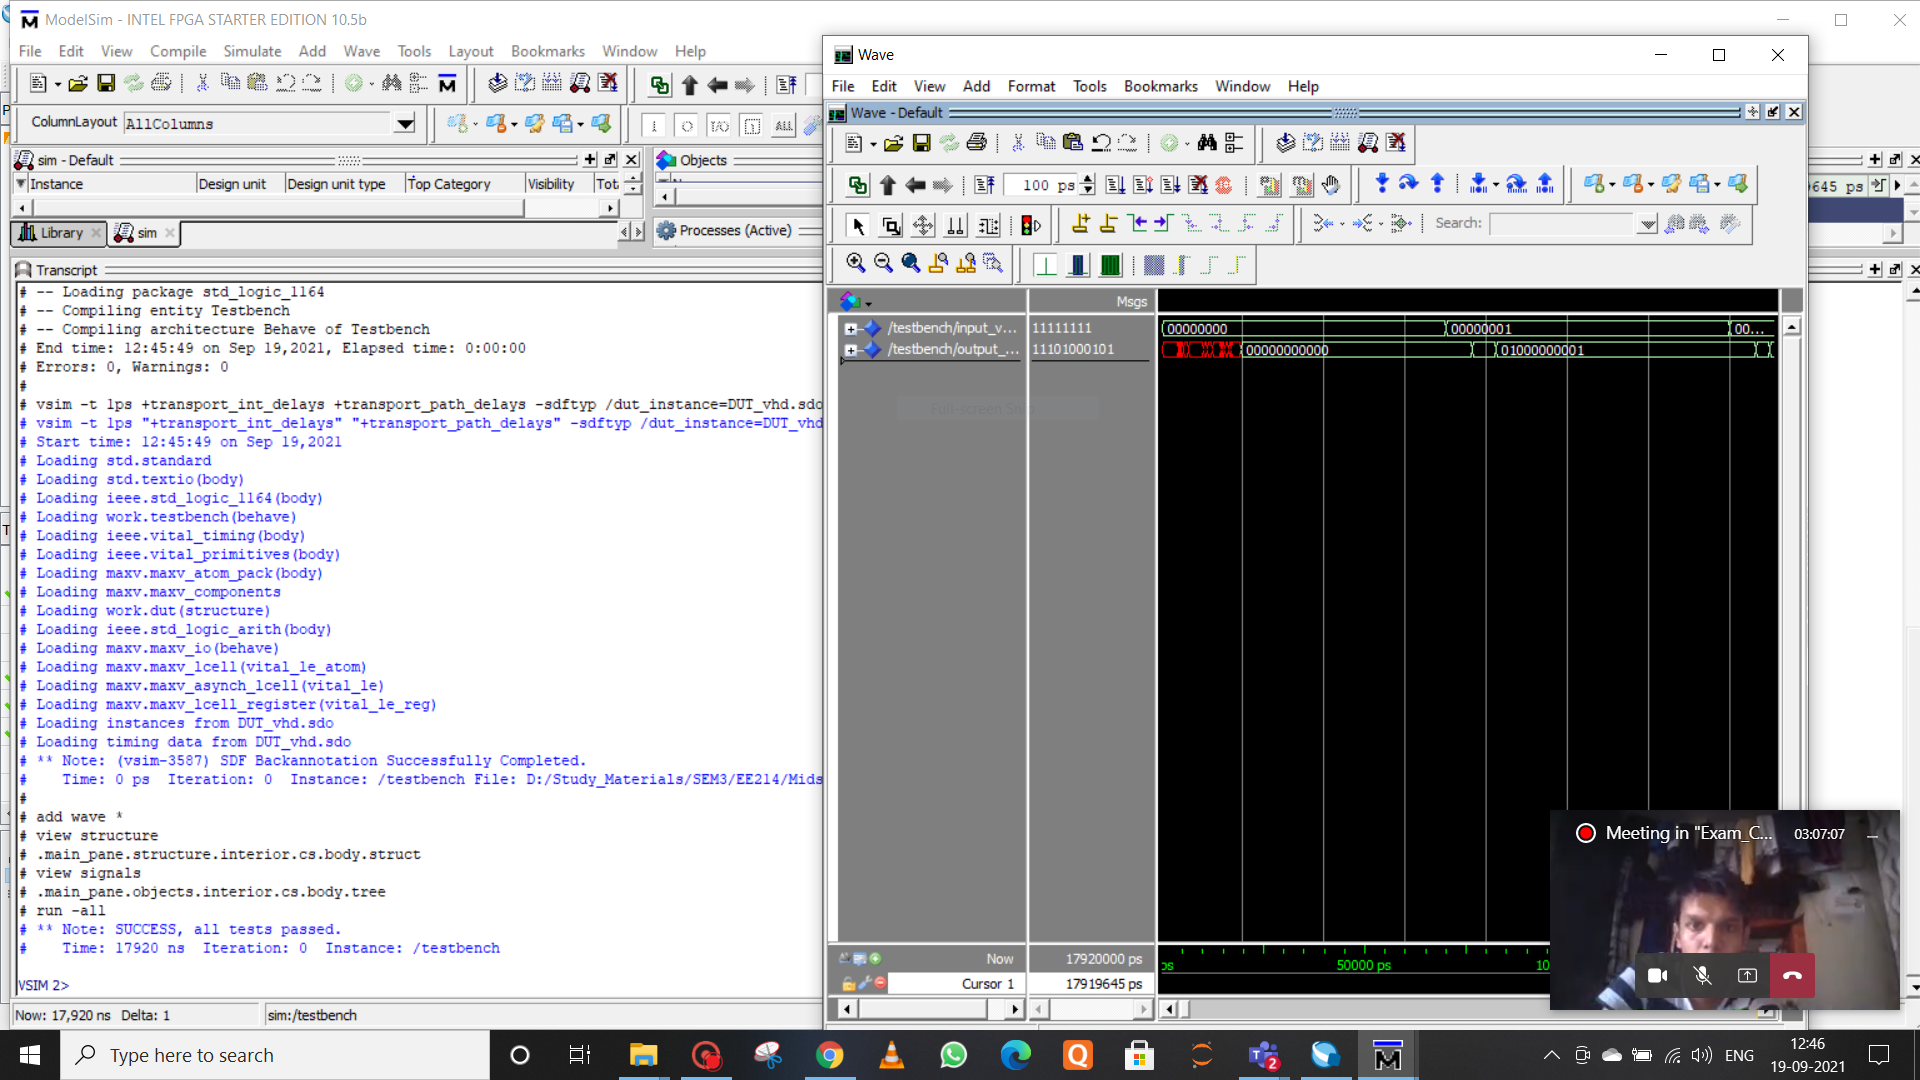 ModelSim - INTEL FPGA STARTER EDITION 10.5b
File Edit View Compile Simulate Add Wave Tools Layout Bookmarks Window Help
ColumnLayout AllColumns
sim - Default
Instance Design unit Design unit type Top Category Visibility Tot
Library sim
Objects
Processes (Active)
Transcript
# -- Loading package std_logic_1164
# -- Compiling entity Testbench
# -- Compiling architecture Behave of Testbench
# End time: 12:45:49 on Sep 19,2021, Elapsed time: 0:00:00
# Errors: 0, Warnings: 0
#
# vsim -t 1ps +transport_int_delays +transport_path_delays -sdftyp /dut_instance=DUT_vhd.sdo
# vsim -t 1ps "+transport_int_delays" "+transport_path_delays" -sdftyp /dut_instance=DUT_vhd
# Start time: 12:45:49 on Sep 19,2021
# Loading std.standard
# Loading std.textio(body)
# Loading ieee.std_logic_1164(body)
# Loading work.testbench(behave)
# Loading ieee.vital_timing(body)
# Loading ieee.vital_primitives(body)
# Loading maxv.maxv_atom_pack(body)
# Loading maxv.maxv_components
# Loading work.dut(structure)
# Loading ieee.std_logic_arith(body)
# Loading maxv.maxv_io(behave)
# Loading maxv.maxv_lcell(vital_le_atom)
# Loading maxv.maxv_asynch_lcell(vital_le)
# Loading maxv.maxv_lcell_register(vital_le_reg)
# Loading instances from DUT_vhd.sdo
# Loading timing data from DUT_vhd.sdo
# ** Note: (vsim-3587) SDF Backannotation Successfully Completed.
# Time: 0 ps Iteration: 0 Instance: /testbench File: D:/Study_Materials/SEM3/EE214/Mids
#
# add wave *
# view structure
# .main_pane.structure.interior.cs.body.struct
# view signals
# .main_pane.objects.interior.cs.body.tree
# run -all
# ** Note: SUCCESS, all tests passed.
# Time: 17920 ns Iteration: 0 Instance: /testbench
VSIM 2>
Now: 17,920 ns Delta: 1 sim:/testbench
Wave
File Edit View Add Format Tools Bookmarks Window Help
Wave - Default
100 ps
645 ps
Search:
Msgs
/testbench/input_v... 11111111 00000000 00000001 00...
/testbench/output_... 11101000101 00000000000 01000000001
Full-screen Snip
Now 17920000 ps
ps 50000 ps 10
Cursor 1 17919645 ps
Meeting in "Exam_C... 03:07:07
Type here to search
2
ENG
12:46
19-09-2021